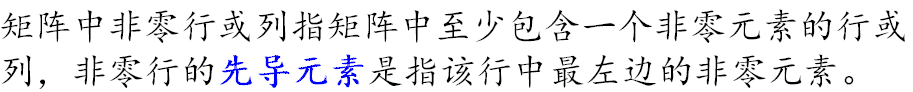 矩阵中非零行或列指矩阵中至少包含一个非零元素的行或
列，非零行的先导元素是指该行中最左边的非零元素。